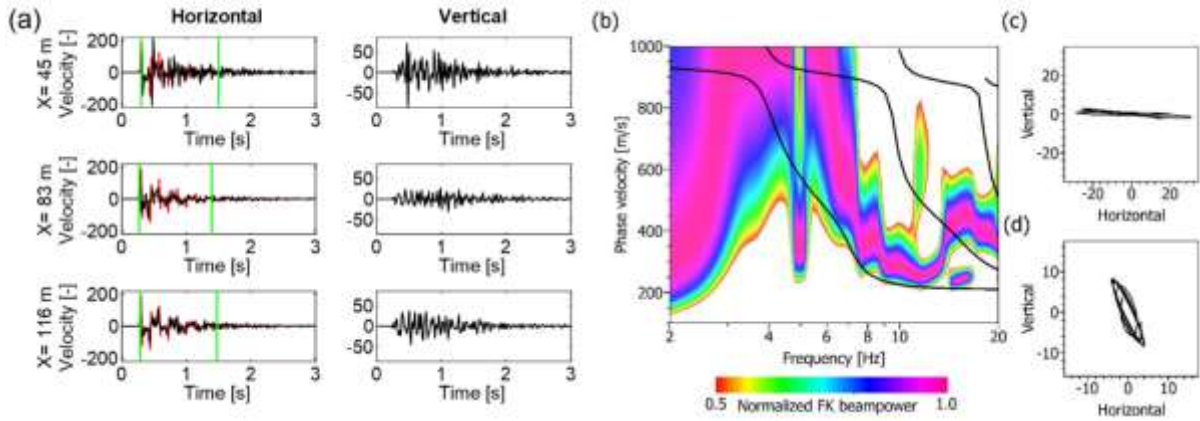 (a)
Horizontal
Vertical
X= 45 m
Velocity [-]
200
0
-200
0 1 2 3
Time [s]
50
0
-50
0 1 2 3
Time [s]
X= 83 m
Velocity [-]
200
0
-200
0 1 2 3
Time [s]
50
0
-50
0 1 2 3
Time [s]
X= 116 m
Velocity [-]
200
0
-200
0 1 2 3
Time [s]
50
0
-50
0 1 2 3
Time [s]
(b)
Phase velocity [m/s]
1000
800
600
400
200
2 4 6 8 10 20
Frequency [Hz]
0.5 Normalized FK beampower 1.0
(c)
Vertical
20
0
-20
-20 0 20
Horizontal
(d)
Vertical
10
0
-10
-10 0 10
Horizontal